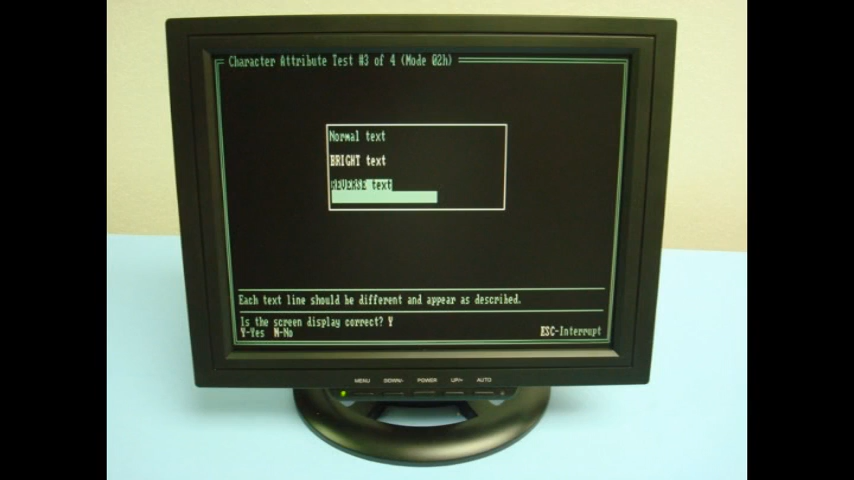 Character Attribute Test #3 of 4 (Mode 02h)
Normal text
BRIGHT text
REVERSE text
Each text line should be different and appear as described.
Is the screen display correct? Y
Y-Yes N-No
ESC-Interrupt
MENU DOWN/- POWER UP/+ AUTO